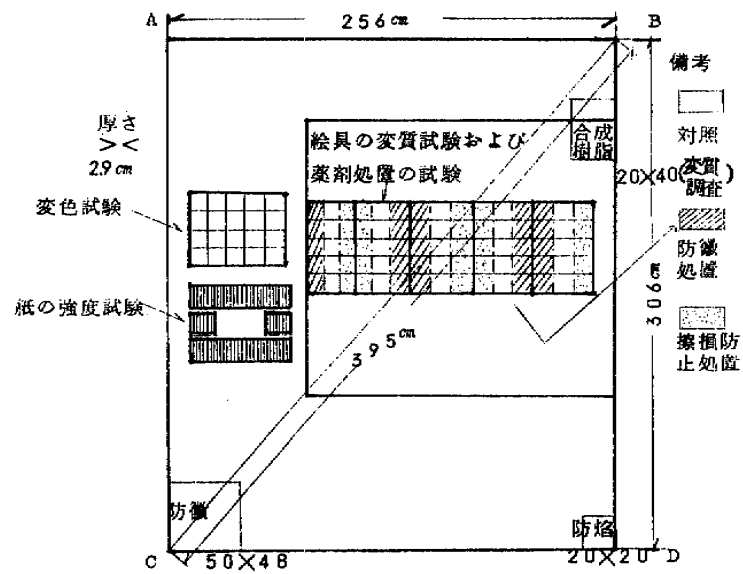 A
256cm
B
備考
厚さ
><
2.9cm
絵具の変質試験および
薬剤処置の試験
合成
樹脂
対照
20×40(変質
調査)
変色試験
防黴
処置
紙の強度試験
306cm
395cm
擦損防
止処置
防黴
防焔
C
50×48
20×20
D